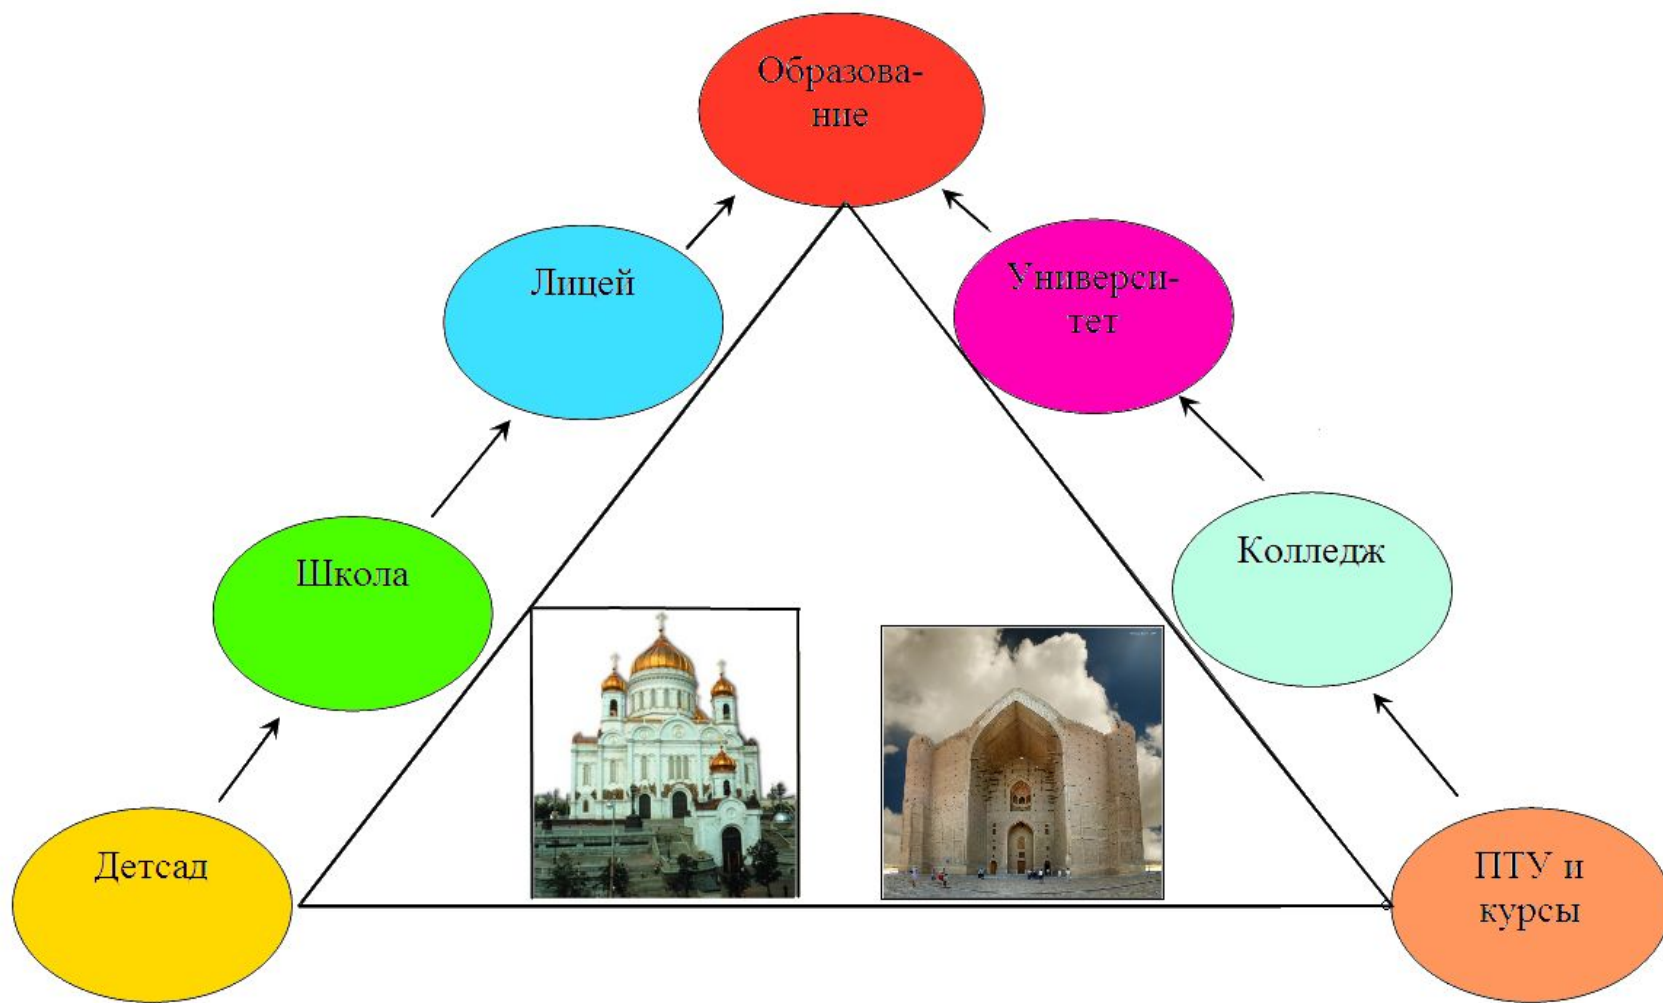 Образова-
ние
Лицей
Универси-
тет
Школа
Колледж
Детсад
ПТУ и
курсы